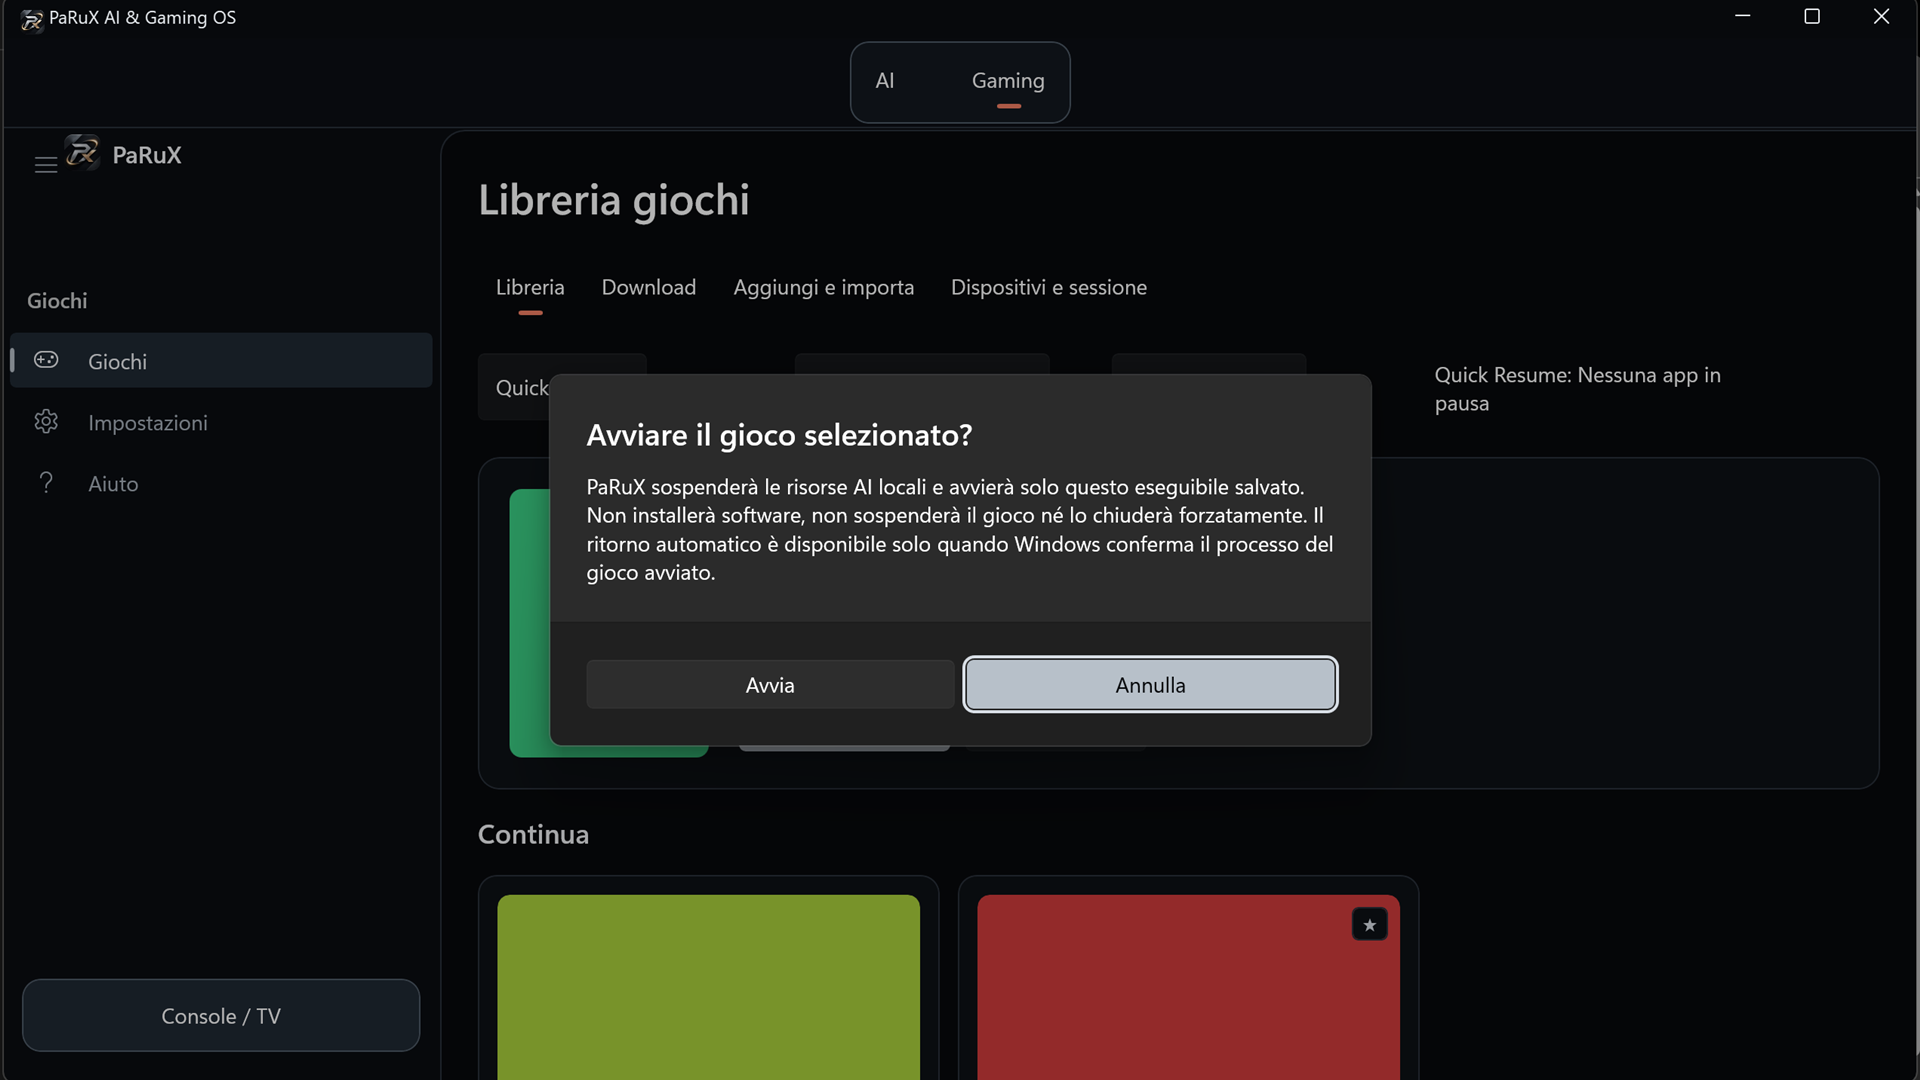 PaRuX AI & Gaming OS
AI
Gaming
PaRuX
Libreria giochi
Libreria
Download
Aggiungi e importa
Dispositivi e sessione
Giochi
Giochi
Impostazioni
Aiuto
Quick
Quick Resume: Nessuna app in
pausa
Avviare il gioco selezionato?
PaRuX sospenderà le risorse AI locali e avvierà solo questo eseguibile salvato.
Non installerà software, non sospenderà il gioco né lo chiuderà forzatamente. Il
ritorno automatico è disponibile solo quando Windows conferma il processo del
gioco avviato.
Avvia
Annulla
Continua
Console / TV